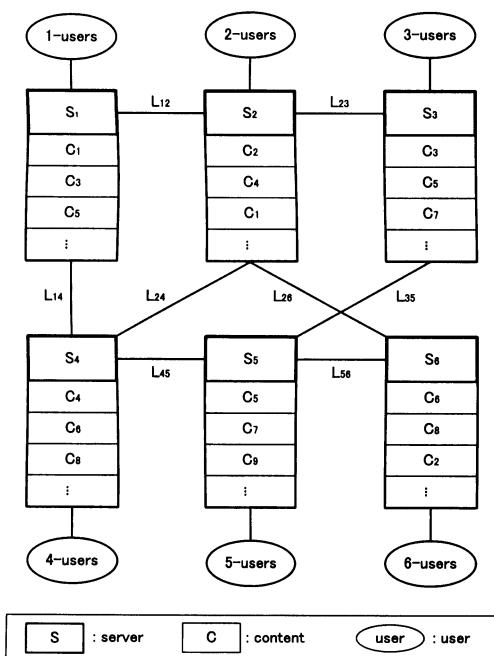 1-users 2-users 3-users
L12 L23
S1 S2 S3
C1 C2 C3
C3 C4 C5
C5 C1 C7
⋮ ⋮ ⋮
L14 L24 L26 L35
S4 S5 S6
L45 L56
C4 C5 C6
C6 C7 C8
C8 C9 C2
⋮ ⋮ ⋮
4-users 5-users 6-users
S : server C : content user : user